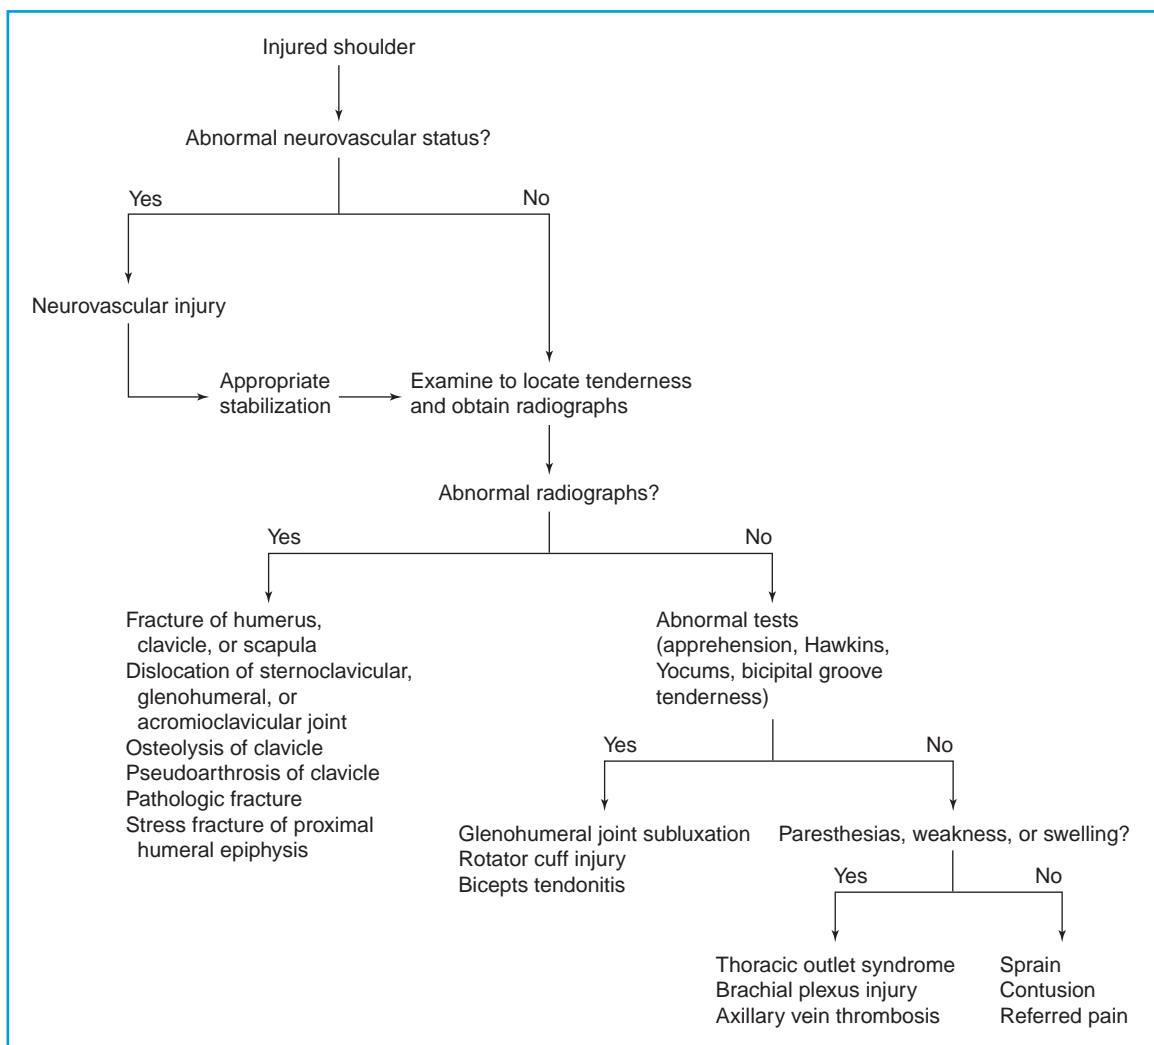 Injured shoulder
Abnormal neurovascular status?
Yes
No
Neurovascular injury
Appropriate
stabilization
Examine to locate tenderness
and obtain radiographs
Abnormal radiographs?
Yes
No
Fracture of humerus,
clavicle, or scapula
Dislocation of sternoclavicular,
glenohumeral, or
acromioclavicular joint
Osteolysis of clavicle
Pseudoarthrosis of clavicle
Pathologic fracture
Stress fracture of proximal
humeral epiphysis
Abnormal tests
(apprehension, Hawkins,
Yocums, bicipital groove
tenderness)
Yes
No
Glenohumeral joint subluxation
Rotator cuff injury
Bicepts tendonitis
Paresthesias, weakness, or swelling?
Yes
No
Thoracic outlet syndrome
Brachial plexus injury
Axillary vein thrombosis
Sprain
Contusion
Referred pain